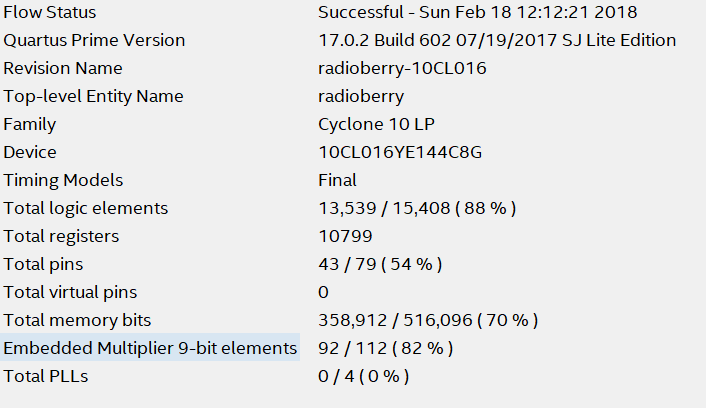 Flow Status Successful - Sun Feb 18 12:12:21 2018
Quartus Prime Version 17.0.2 Build 602 07/19/2017 SJ Lite Edition
Revision Name radioberry-10CL016
Top-level Entity Name radioberry
Family Cyclone 10 LP
Device 10CL016YE144C8G
Timing Models Final
Total logic elements 13,539 / 15,408 ( 88 % )
Total registers 10799
Total pins 43 / 79 ( 54 % )
Total virtual pins 0
Total memory bits 358,912 / 516,096 ( 70 % )
Embedded Multiplier 9-bit elements 92 / 112 ( 82 % )
Total PLLs 0 / 4 ( 0 % )